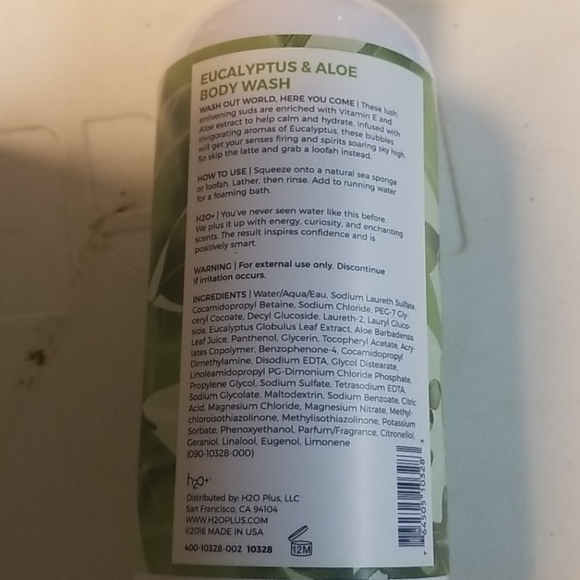 EUCALYPTUS & ALOE
BODY WASH
WASH OUT WORLD, HERE YOU COME | These lush,
enlivening suds are enriched with Vitamin E and
Aloe extract to help calm and hydrate, infused with
invigorating aromas of Eucalyptus, these bubbles
will get your senses firing and spirits soaring sky high.
So skip the latte and grab a loofah instead.
HOW TO USE | Squeeze onto a natural sea sponge
or loofah. Lather, then rinse. Add to running water
for a foaming bath.
H2O+ | You've never seen water like this before.
We plus it up with energy, curiosity, and enchanting
scents. The result inspires confidence and is
positively smart.
WARNING | For external use only. Discontinue
if irritation occurs.
INGREDIENTS | Water/Aqua/Eau, Sodium Laureth Sulfate,
Cocamidopropyl Betaine, Sodium Chloride, PEG-7 Gly-
ceryl Cocoate, Decyl Glucoside, Laureth-2, Lauryl Gluco-
side, Eucalyptus Globulus Leaf Extract, Aloe Barbadensis
Leaf Juice, Panthenol, Glycerin, Tocopheryl Acetate, Acry-
lates Copolymer, Benzophenone-4, Cocamidopropyl
Dimethylamine, Disodium EDTA, Glycol Distearate,
Linoleamidopropyl PG-Dimonium Chloride Phosphate,
Propylene Glycol, Sodium Sulfate, Tetrasodium EDTA,
Sodium Glycolate, Maltodextrin, Sodium Benzoate, Citric
Acid, Magnesium Chloride, Magnesium Nitrate, Methyl-
chloroisothiazolinone, Methylisothiazolinone, Potassium
Sorbate, Phenoxyethanol, Parfum/Fragrance, Citronellol,
Geraniol, Linalool, Eugenol, Limonene
(090-10328-000)
h2o+
Distributed by: H2O Plus, LLC
San Francisco, CA 94104
WWW.H2OPLUS.COM
©2016 MADE IN USA
400-10328-002 10328
12M
7 64505 10328 3